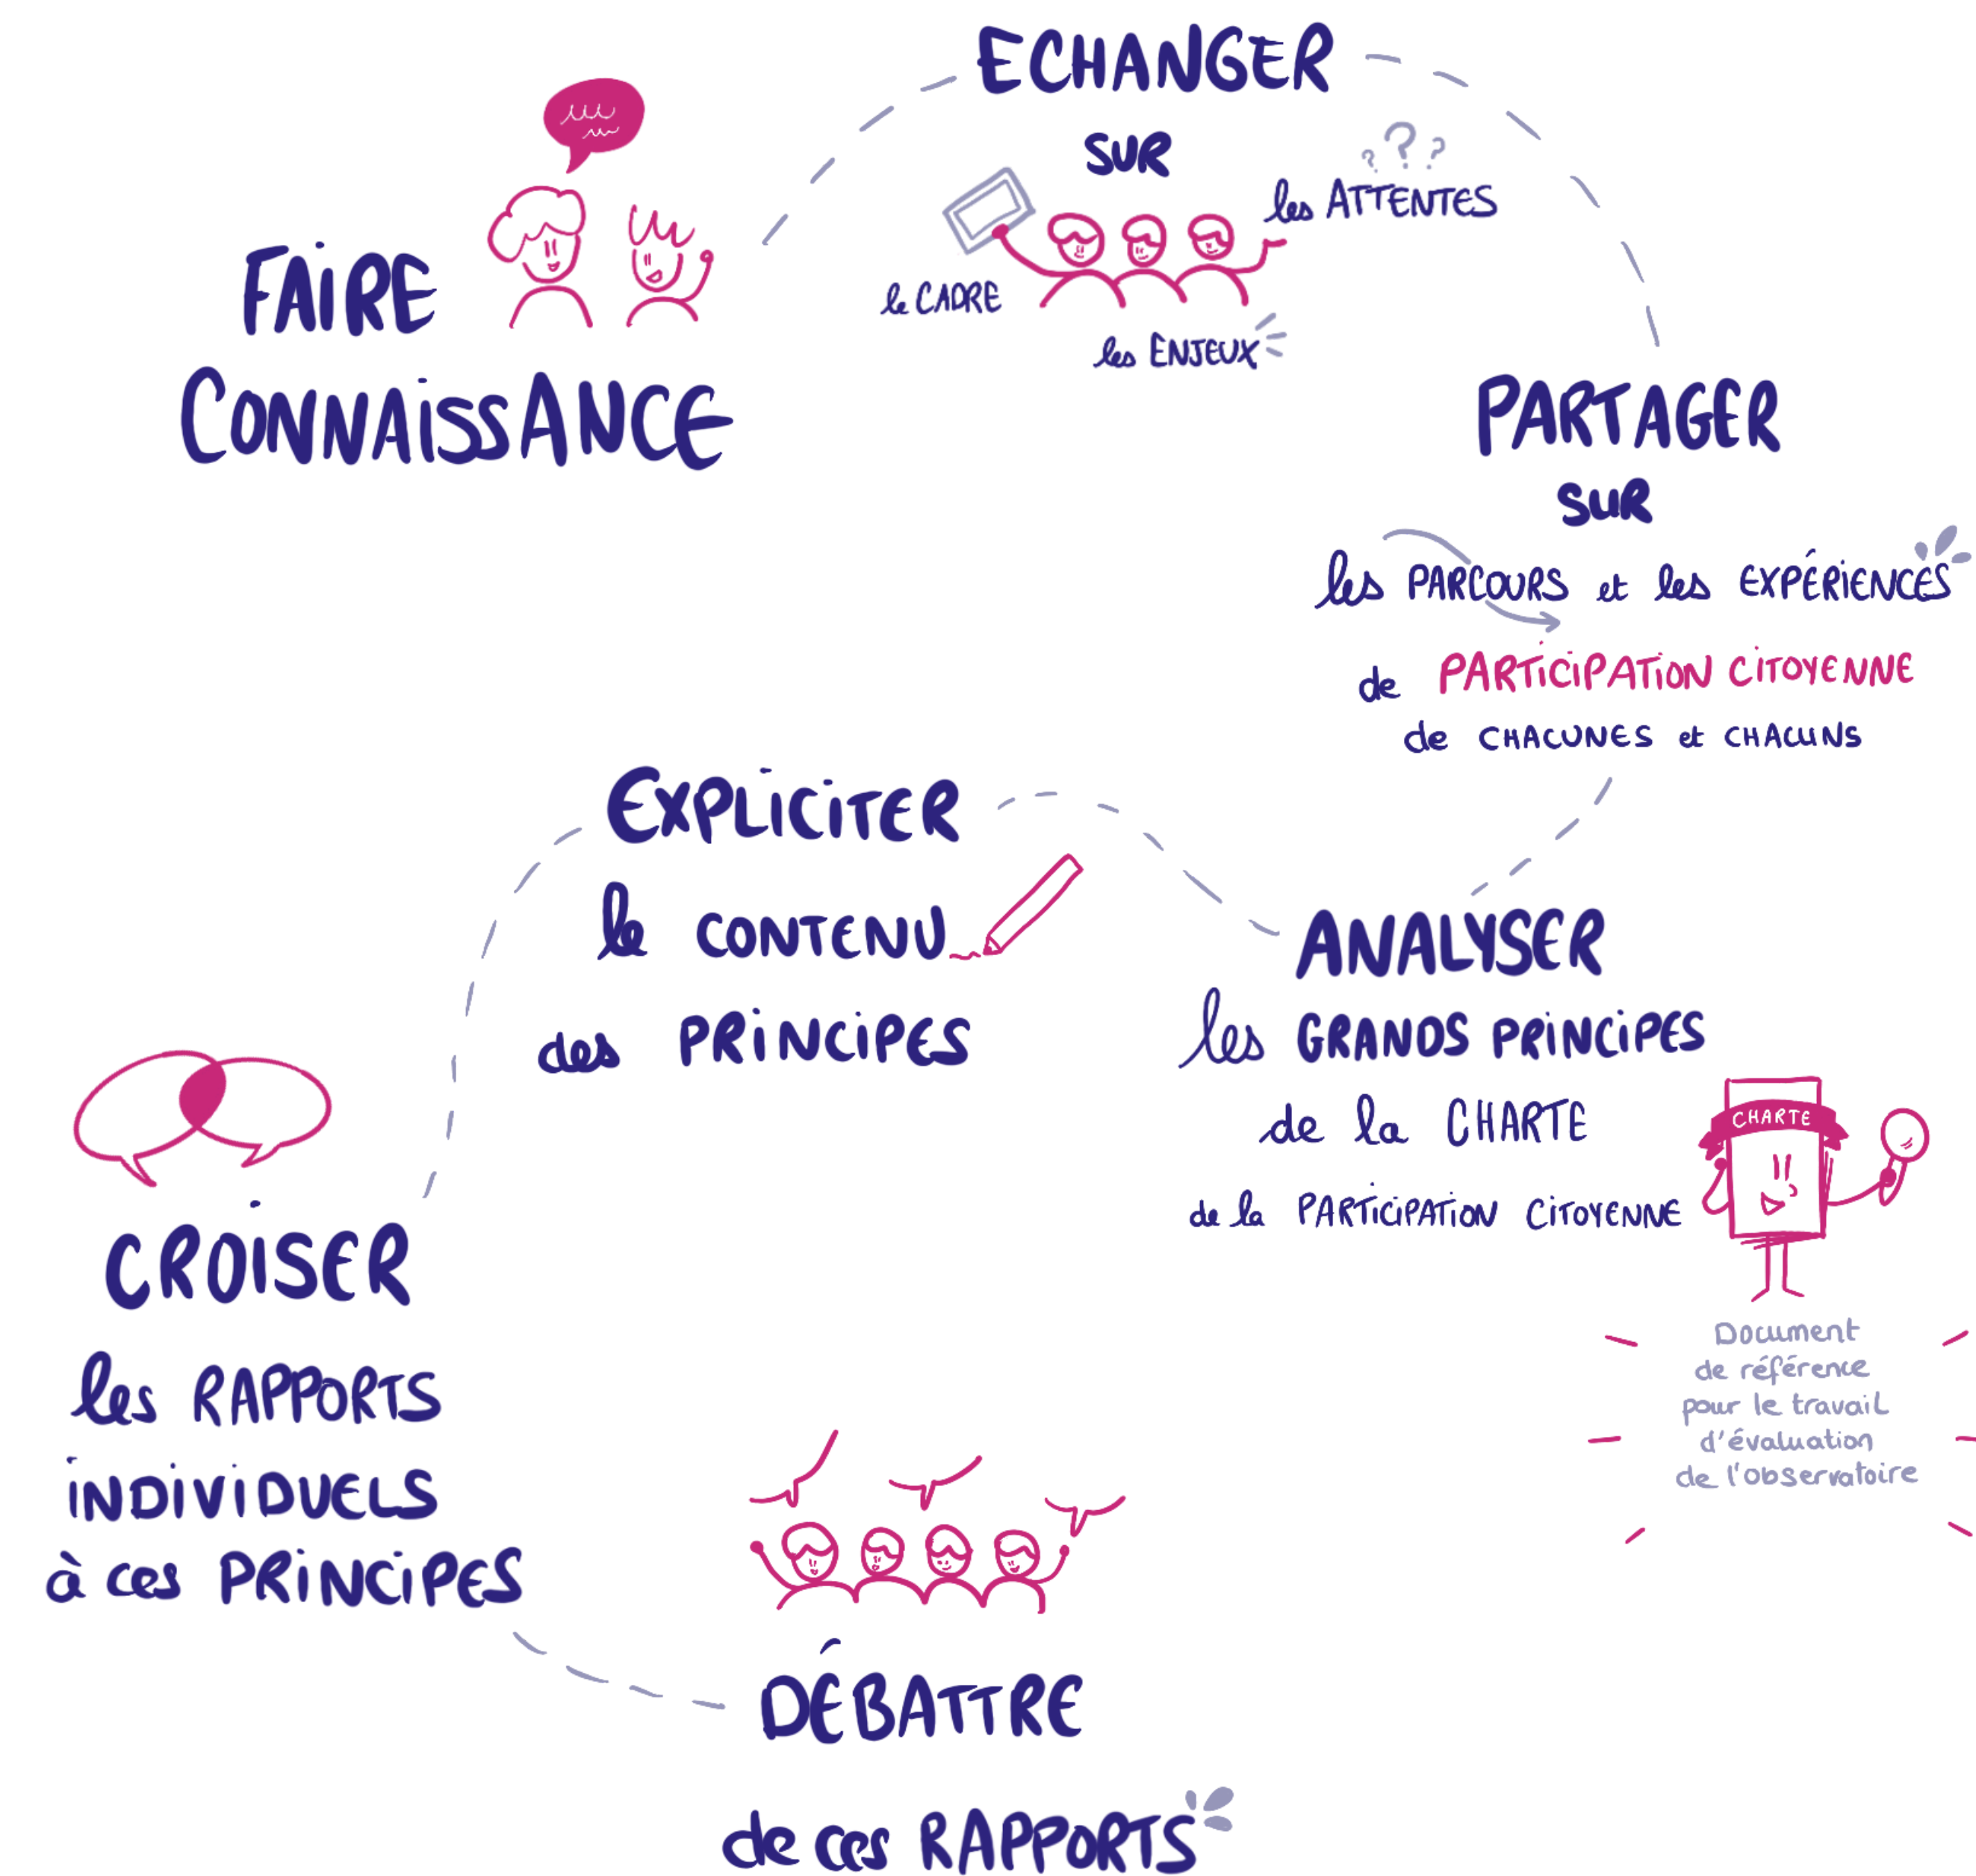 FAIRE
CONNAISSANCE
ECHANGER
SUR
les ATTENTES
le CADRE
les ENJEUX
PARTAGER
SUR
les PARCOURS et les EXPÉRIENCES
de PARTICIPATION CITOYENNE
de CHACUNES et CHACUNS
ANALYSER
les GRANDS PRINCIPES
de la CHARTE
de la PARTICIPATION CITOYENNE
CHARTE
Document
de référence
pour le travail
d'évaluation
de l'observatoire
EXPLICITER
le CONTENU
des PRINCIPES
CROISER
les RAPPORTS
INDIVIDUELS
à ces PRINCIPES
DÉBATTRE
de ces RAPPORTS